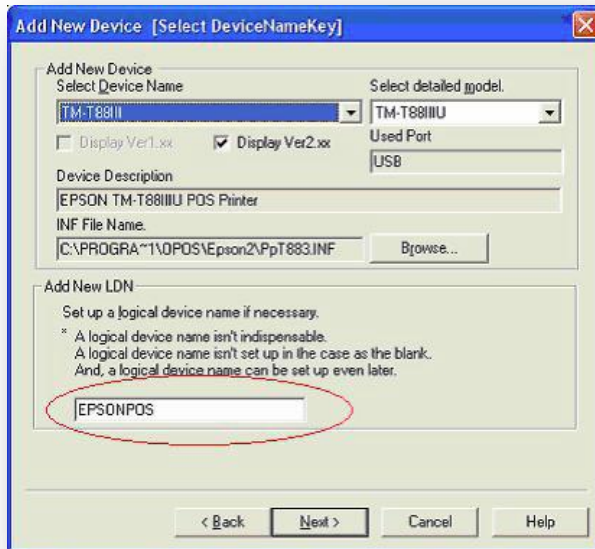 Add New Device [Select DeviceNameKey]
Add New Device
Select Device Name
Select detailed model.
TM-T88III
TM-T88IIIU
Display Ver1.xx
Display Ver2.xx
Used Port
USB
Device Description
EPSON TM-T88IIIU POS Printer
INF File Name.
C:\PROGRA~1\OPOS\Epson2\PpT883.INF
Browse...
Add New LDN
Set up a logical device name if necessary.
* A logical device name isn't indispensable.
A logical device name isn't set up in the case as the blank.
And, a logical device name can be set up even later.
EPSONPOS
< Back
Next >
Cancel
Help